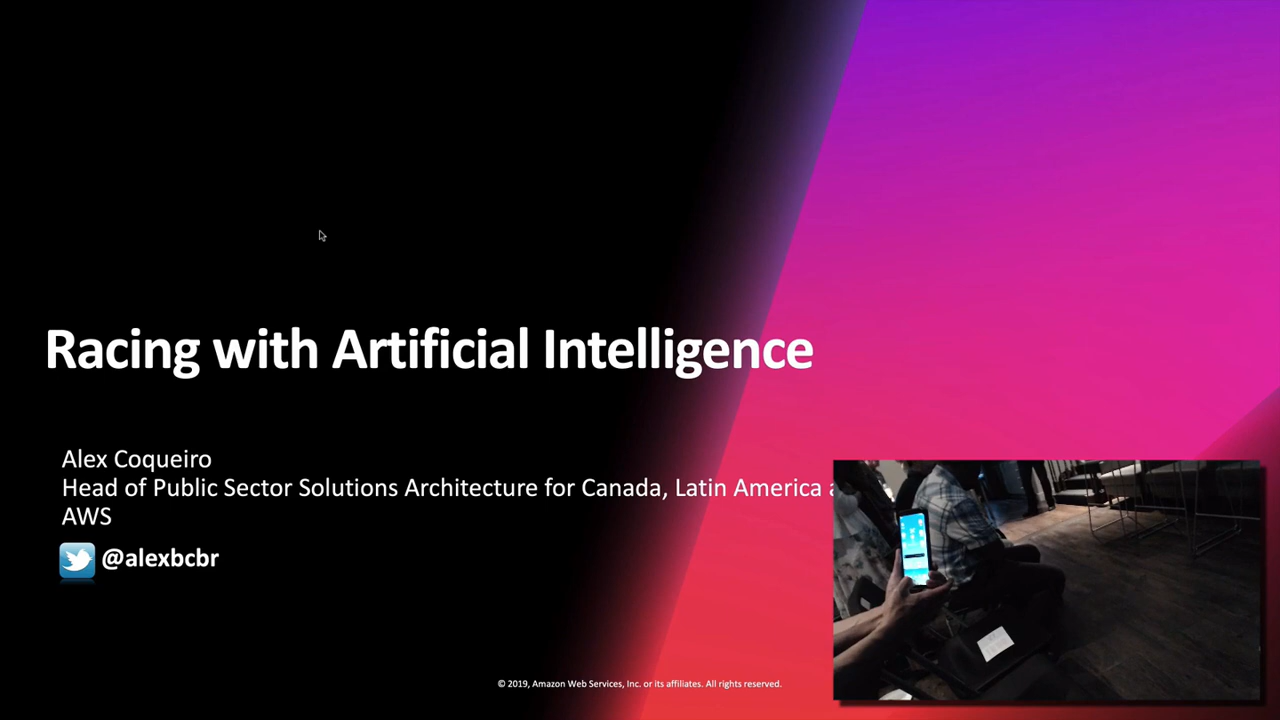 Racing with Artificial Intelligence
Alex Coqueiro
Head of Public Sector Solutions Architecture for Canada, Latin America
AWS
@alexbcbr
© 2019, Amazon Web Services, Inc. or its affiliates. All rights reserved.